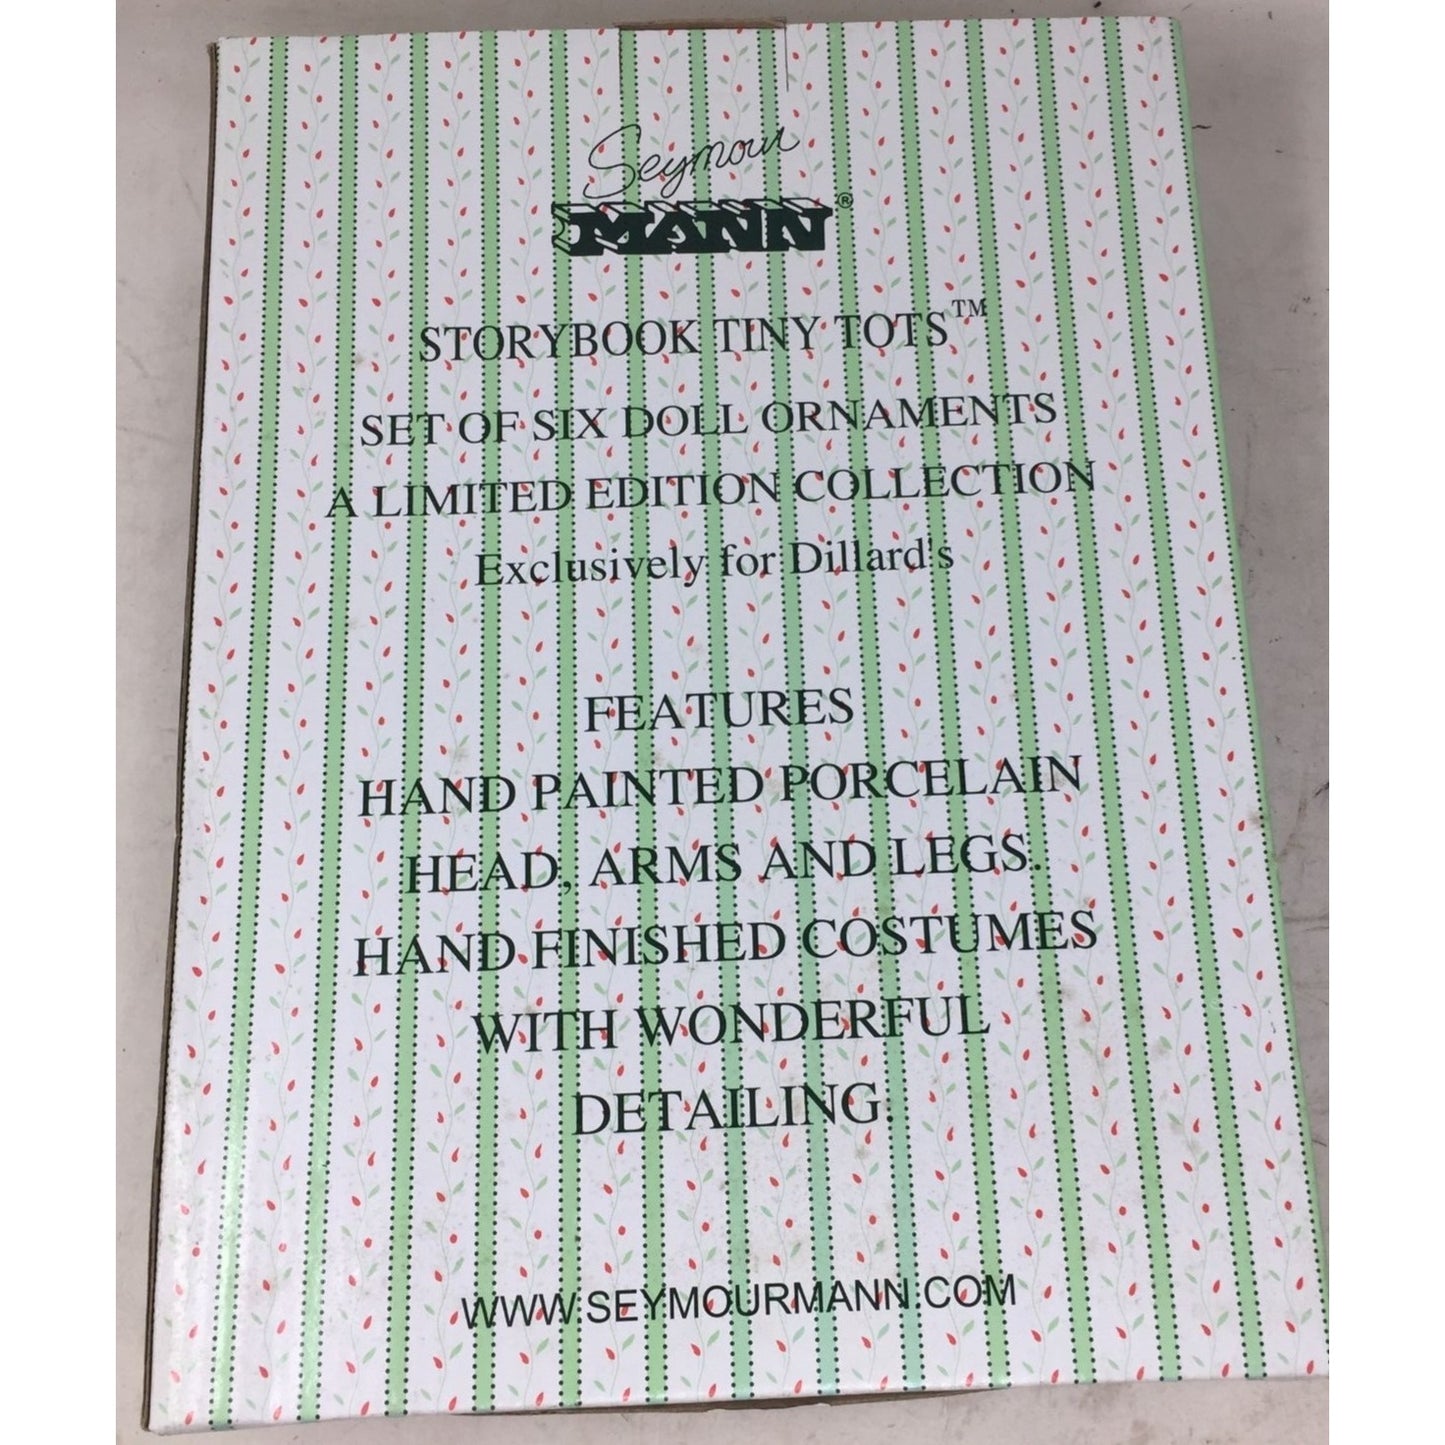 Seymour
MANN®
STORYBOOK TINY TOTS™
SET OF SIX DOLL ORNAMENTS
A LIMITED EDITION COLLECTION
Exclusively for Dillard's
FEATURES
HAND PAINTED PORCELAIN
HEAD, ARMS AND LEGS.
HAND FINISHED COSTUMES
WITH WONDERFUL
DETAILING.
WWW.SEYMOURMANN.COM